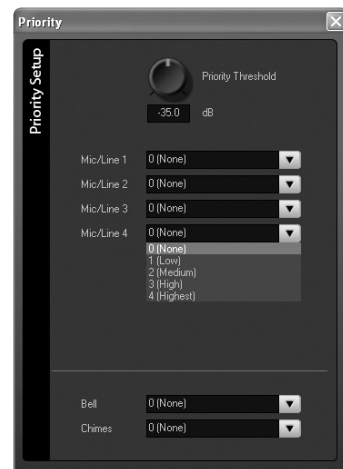 Priority
Priority Setup
Priority Threshold
-35.0 dB
Mic/Line 1 0 (None)
Mic/Line 2 0 (None)
Mic/Line 3 0 (None)
Mic/Line 4 0 (None)
0 (None)
1 (Low)
2 (Medium)
3 (High)
4 (Highest)
Bell 0 (None)
Chimes 0 (None)